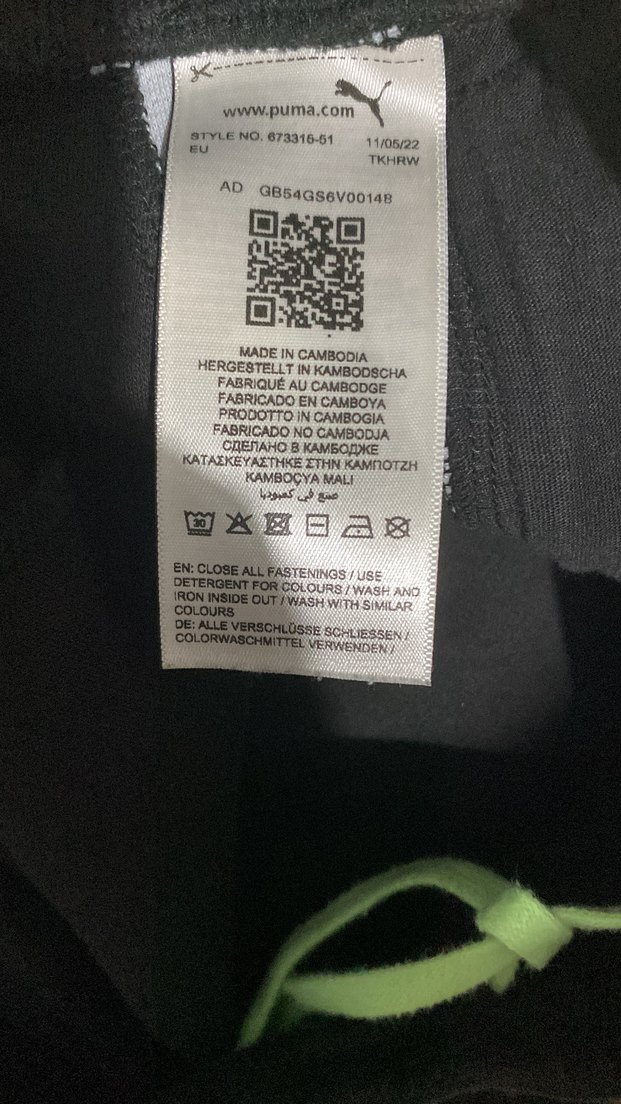 www.puma.com
STYLE NO. 673315-51 11/05/22
EU TKHRW
AD GB54GS6V00148
MADE IN CAMBODIA
HERGESTELLT IN KAMBODSCHA
FABRIQUÉ AU CAMBODGE
FABRICADO EN CAMBOYA
PRODOTTO IN CAMBOGIA
FABRICADO NO CAMBODJA
СДЕЛАНО В КАМБОДЖЕ
ΚΑΤΑΣΚΕΥΑΣΤΗΚΕ ΣΤΗΝ ΚΑΜΠΟΤΖΗ
KAMBOÇYA MALI
صنع في كمبوديا
30
EN: CLOSE ALL FASTENINGS / USE
DETERGENT FOR COLOURS / WASH AND
IRON INSIDE OUT / WASH WITH SIMILAR
COLOURS
DE: ALLE VERSCHLÜSSE SCHLIESSEN /
COLORWASCHMITTEL VERWENDEN /